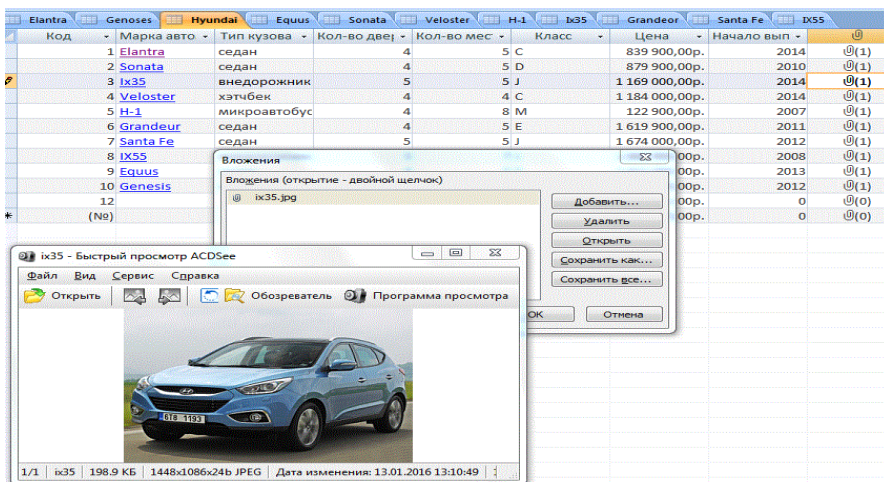 Elantra Genoses Hyundai Equus Sonata Veloster H-1 Ix35 Grandeor Santa Fe IX55
Код Марка авто Тип кузова Кол-во двер Кол-во мест Класс Цена Начало вып
1 Elantra седан 4 5 C 839 900,00р. 2014 (1)
2 Sonata седан 4 5 D 879 900,00р. 2010 (1)
3 Ix35 внедорожник 5 5 J 1 169 000,00р. 2014 (1)
4 Veloster хэтчбек 4 4 C 1 184 000,00р. 2014 (1)
5 H-1 микроавтобус 4 8 M 122 900,00р. 2007 (1)
6 Grandeur седан 4 5 E 1 619 900,00р. 2011 (1)
7 Santa Fe седан 5 5 J 1 674 000,00р. 2012 (1)
8 IX55 00р. 2008 (1)
9 Equus 00р. 2013 (1)
10 Genesis 00р. 2012 (1)
12 00р. 0 (0)
* (№) 00р. 0 (0)
Вложения
Вложения (открытие - двойной щелчок)
ix35.jpg
Добавить...
Удалить
Открыть
Сохранить как...
Сохранить все...
ОК Отмена
ix35 - Быстрый просмотр ACDSee
Файл Вид Сервис Справка
Открыть Обозреватель Программа просмотра
6T8 1193
1/1 ix35 198.9 КБ 1448x1086x24b JPEG Дата изменения: 13.01.2016 13:10:49